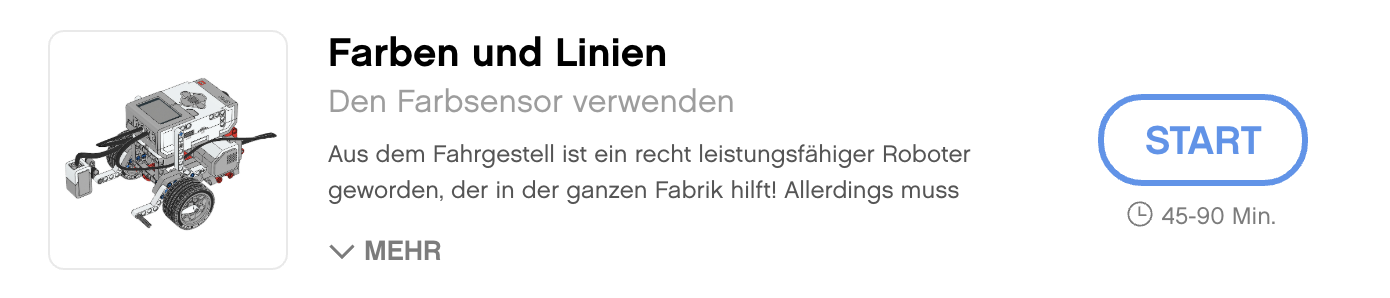 Farben und Linien
Den Farbsensor verwenden
Aus dem Fahrgestell ist ein recht leistungsfähiger Roboter
geworden, der in der ganzen Fabrik hilft! Allerdings muss
MEHR
START
45-90 Min.